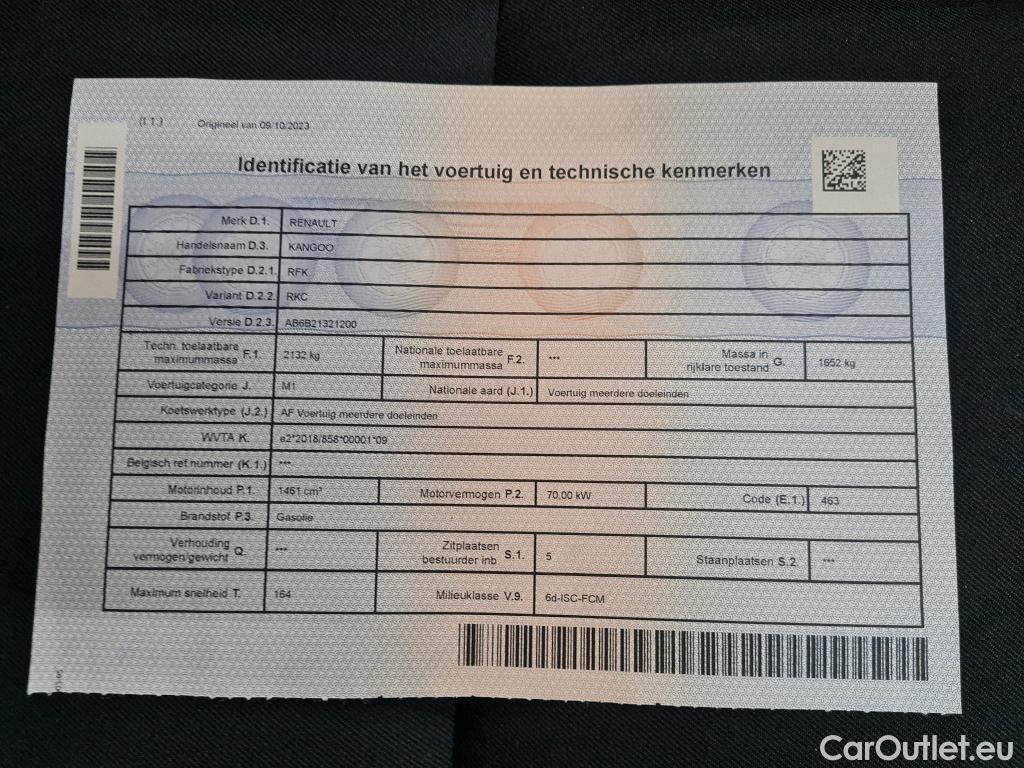 (I.1.) Origineel van 09/10/2023
Identificatie van het voertuig en technische kenmerken
Merk D.1. RENAULT
Handelsnaam D.3. KANGOO
Fabriekstype D.2.1. RFK
Variant D.2.2. RKC
Versie D.2.3. AB6B21321200
Techn. toelaatbare maximummassa F.1. 2132 kg Nationale toelaatbare maximummassa F.2. *** Massa in rijklare toestand G. 1652 kg
Voertuigcategorie J. M1 Nationale aard (J.1.) Voertuig meerdere doeleinden
Koetswerktype (J.2.) AF Voertuig meerdere doeleinden
WVTA K. e2*2018/858*00001*09
Belgisch ref.nummer (K.1.) ***
Motorinhoud P.1. 1461 cm³ Motorvermogen P.2. 70,00 kW Code (E.1.) 463
Brandstof P.3. Gasolie
Verhouding vermogen/gewicht Q. *** Zitplaatsen bestuurder inb. S.1. 5 Staanplaatsen S.2. ***
Maximum snelheid T. 164 Milieuklasse V.9. 6d-ISC-FCM
CarOutlet.eu